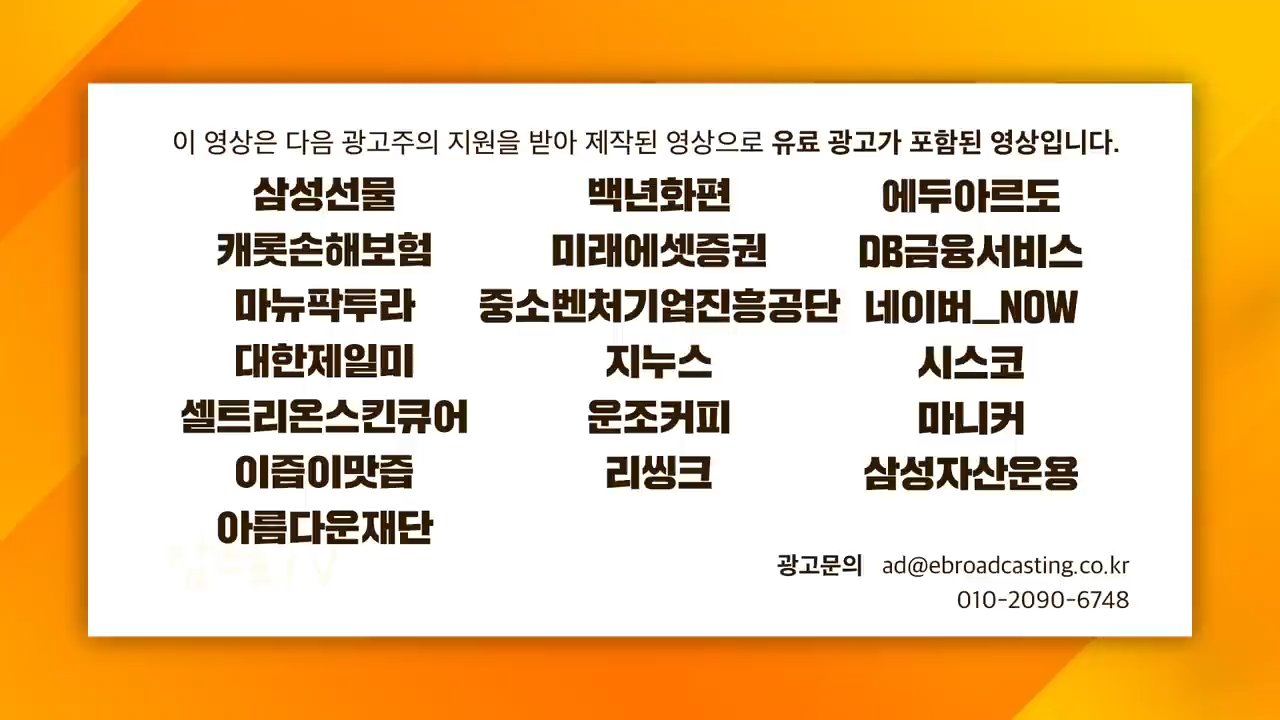 이 영상은 다음 광고주의 지원을 받아 제작된 영상으로 유료 광고가 포함된 영상입니다.
삼성선물 백년화편 에두아르도
캐롯손해보험 미래에셋증권 DB금융서비스
마뉴팍투라 중소벤처기업진흥공단 네이버_NOW
대한제일미 지누스 시스코
셀트리온스킨큐어 운조커피 마니커
이즙이맛즙 리씽크 삼성자산운용
아름다운재단
광고문의 ad@ebroadcasting.co.kr
010-2090-6748